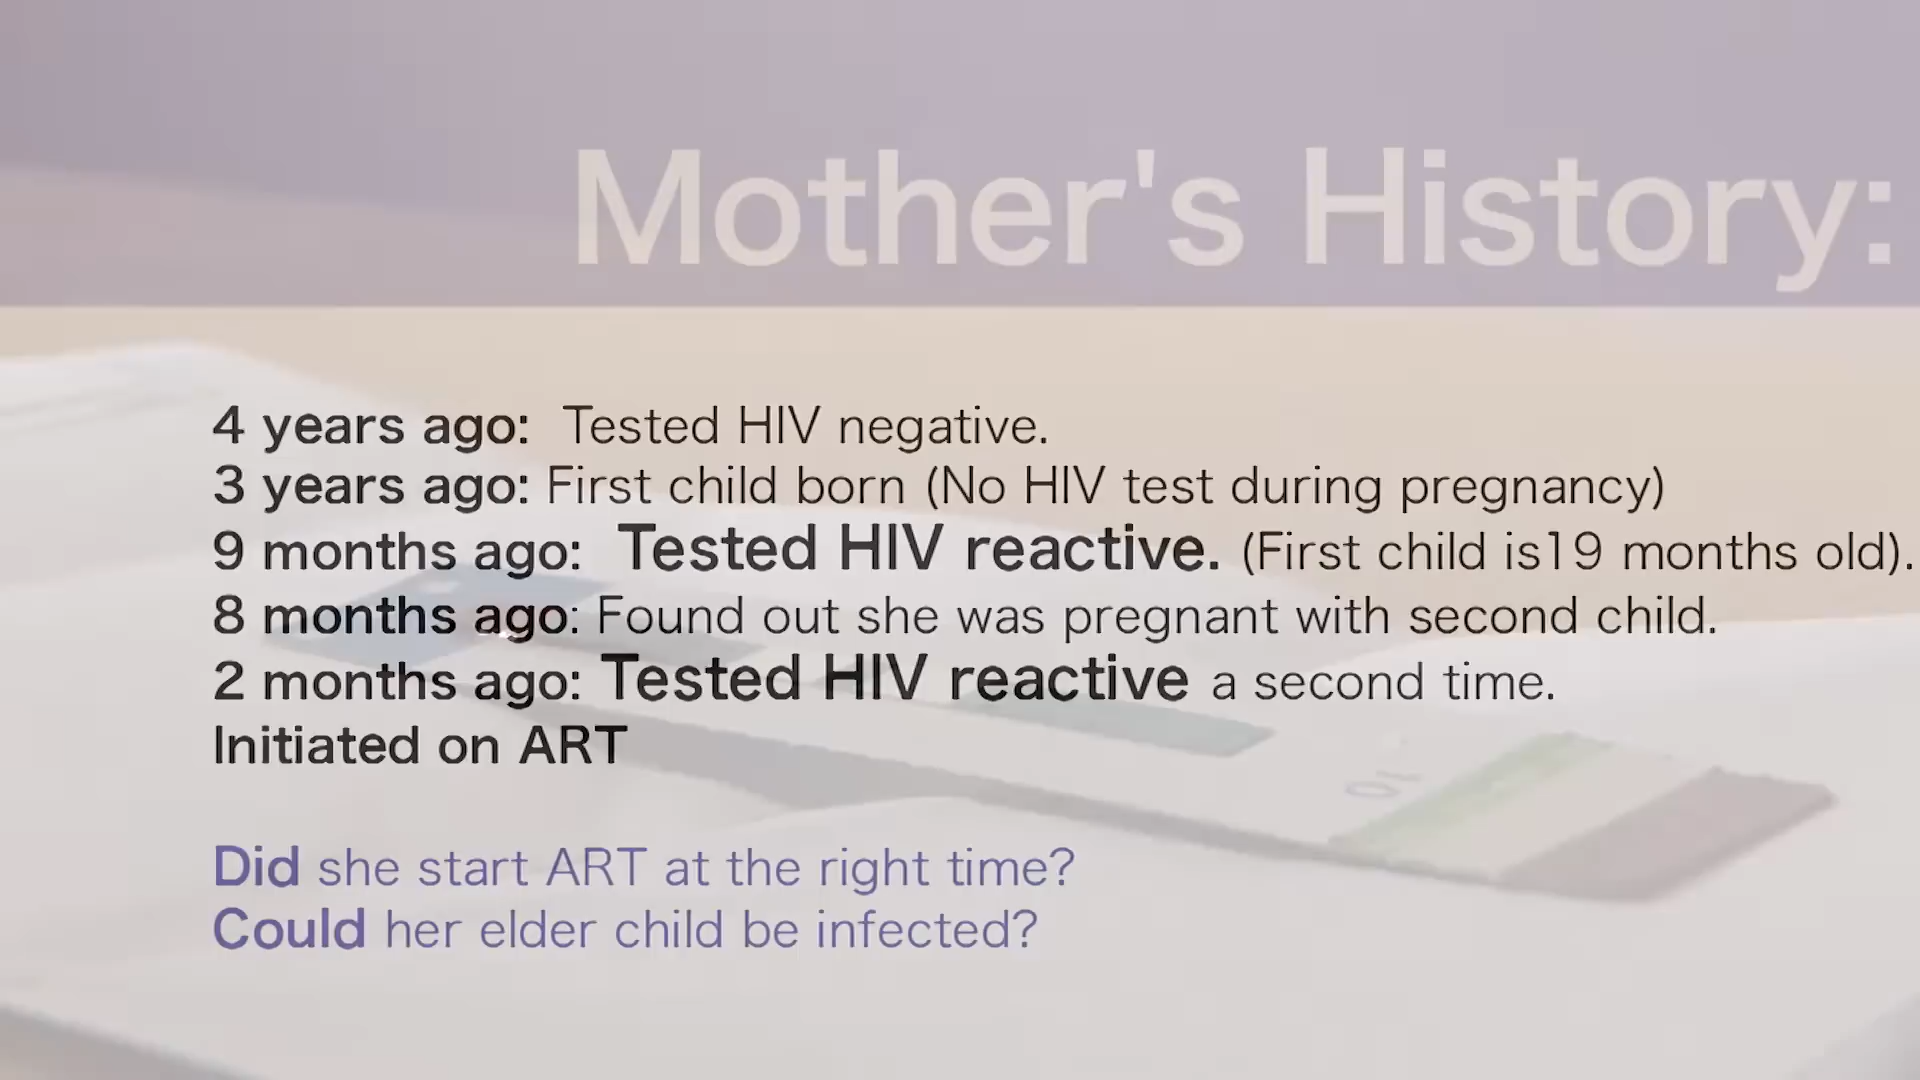 Mother's History:
4 years ago: Tested HIV negative.
3 years ago: First child born (No HIV test during pregnancy)
9 months ago: Tested HIV reactive. (First child is19 months old).
8 months ago: Found out she was pregnant with second child.
2 months ago: Tested HIV reactive a second time.
Initiated on ART
Did she start ART at the right time?
Could her elder child be infected?